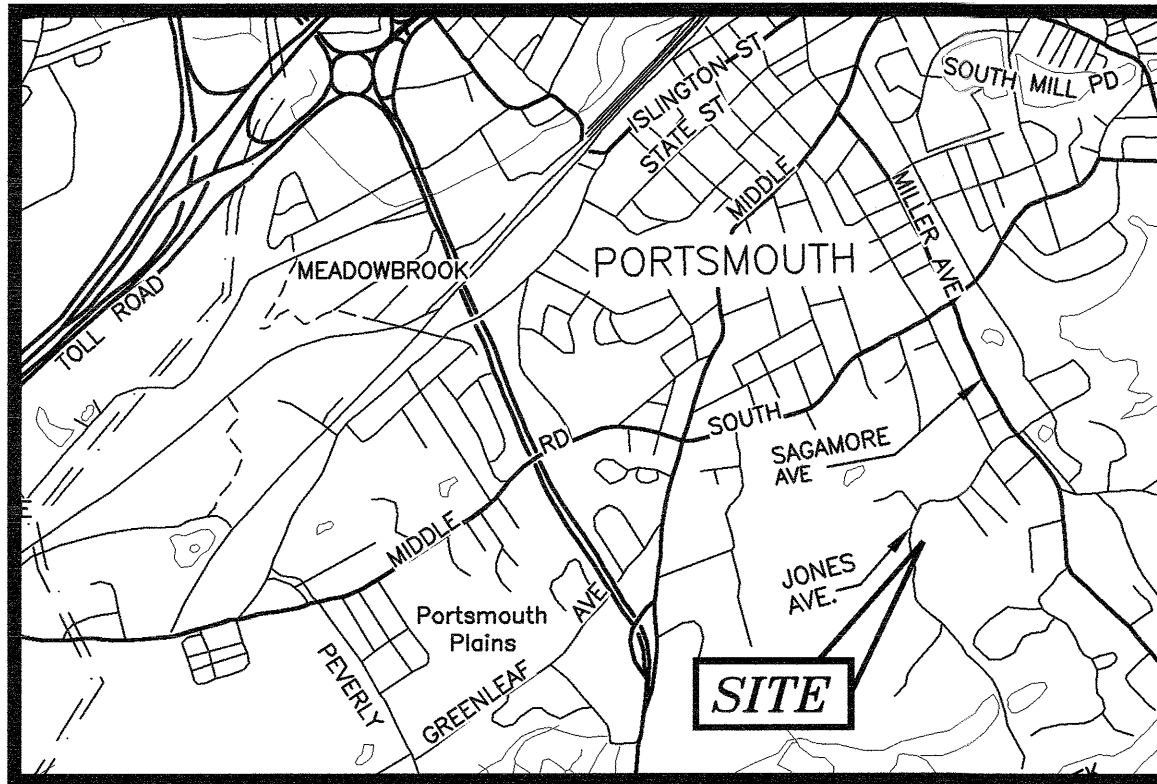 ISLINGTON ST
STATE ST
SOUTH MILL PD
MIDDLE
MILLER AVE
MEADOWBROOK
PORTSMOUTH
TOLL ROAD
RD
SOUTH
SAGAMORE
AVE
MIDDLE
JONES
AVE.
AVE
Portsmouth
Plains
PEVERLY
GREENLEAF
SITE